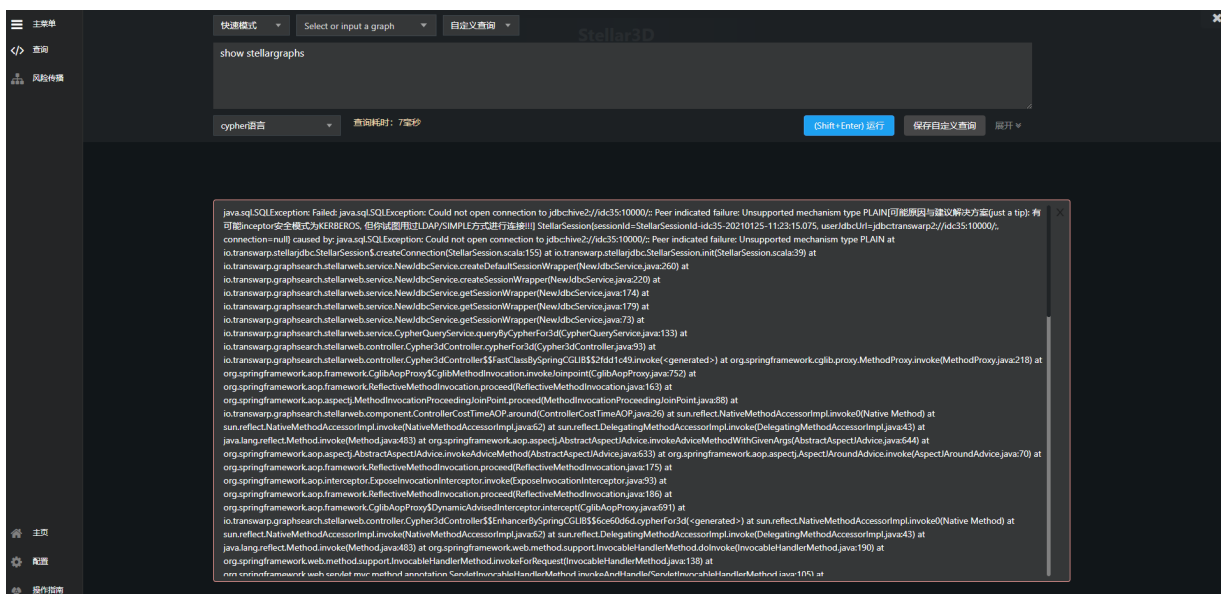 主菜单
快速模式
Select or input a graph
自定义查询
Stellar3D
查询
show stellargraphs
风险传播
cypher语言
查询耗时：7毫秒
(Shift+Enter) 运行
保存自定义查询
展开
java.sql.SQLException: Failed: java.sql.SQLException: Could not open connection to jdbc:hive2://idc35:10000/;: Peer indicated failure: Unsupported mechanism type PLAIN[可能原因与建议解决方案(just a tip): 有
可能inceptor安全模式为KERBEROS, 但你试图用过LDAP/SIMPLE方式进行连接!!!] StellarSession{sessionId=StellarSessionId-idc35-20210125-11:23:15.075, userJdbcUrl=jdbc:transwarp2://idc35:10000/;,
connection=null} caused by: java.sql.SQLException: Could not open connection to jdbc:hive2://idc35:10000/;: Peer indicated failure: Unsupported mechanism type PLAIN at
io.transwarp.stellarjdbc.StellarSession$.createConnection(StellarSession.scala:155) at io.transwarp.stellarjdbc.StellarSession.init(StellarSession.scala:39) at
io.transwarp.graphsearch.stellarweb.service.NewJdbcService.createDefaultSessionWrapper(NewJdbcService.java:260) at
io.transwarp.graphsearch.stellarweb.service.NewJdbcService.createSessionWrapper(NewJdbcService.java:220) at
io.transwarp.graphsearch.stellarweb.service.NewJdbcService.getSessionWrapper(NewJdbcService.java:174) at
io.transwarp.graphsearch.stellarweb.service.NewJdbcService.getSessionWrapper(NewJdbcService.java:179) at
io.transwarp.graphsearch.stellarweb.service.NewJdbcService.getSessionWrapper(NewJdbcService.java:73) at
io.transwarp.graphsearch.stellarweb.service.CypherQueryService.queryByCypherFor3d(CypherQueryService.java:133) at
io.transwarp.graphsearch.stellarweb.controller.Cypher3dController.cypherFor3d(Cypher3dController.java:93) at
io.transwarp.graphsearch.stellarweb.controller.Cypher3dController$$FastClassBySpringCGLIB$$2fdd1c49.invoke(<generated>) at org.springframework.cglib.proxy.MethodProxy.invoke(MethodProxy.java:218) at
org.springframework.aop.framework.CglibAopProxy$CglibMethodInvocation.invokeJoinpoint(CglibAopProxy.java:752) at
org.springframework.aop.framework.ReflectiveMethodInvocation.proceed(ReflectiveMethodInvocation.java:163) at
org.springframework.aop.aspectj.MethodInvocationProceedingJoinPoint.proceed(MethodInvocationProceedingJoinPoint.java:88) at
io.transwarp.graphsearch.stellarweb.component.ControllerCostTimeAOP.around(ControllerCostTimeAOP.java:26) at sun.reflect.NativeMethodAccessorImpl.invoke0(Native Method) at
sun.reflect.NativeMethodAccessorImpl.invoke(NativeMethodAccessorImpl.java:62) at sun.reflect.DelegatingMethodAccessorImpl.invoke(DelegatingMethodAccessorImpl.java:43) at
java.lang.reflect.Method.invoke(Method.java:483) at org.springframework.aop.aspectj.AbstractAspectJAdvice.invokeAdviceMethodWithGivenArgs(AbstractAspectJAdvice.java:644) at
org.springframework.aop.aspectj.AbstractAspectJAdvice.invokeAdviceMethod(AbstractAspectJAdvice.java:633) at org.springframework.aop.aspectj.AspectJAroundAdvice.invoke(AspectJAroundAdvice.java:70) at
org.springframework.aop.framework.ReflectiveMethodInvocation.proceed(ReflectiveMethodInvocation.java:175) at
org.springframework.aop.interceptor.ExposeInvocationInterceptor.invoke(ExposeInvocationInterceptor.java:93) at
org.springframework.aop.framework.ReflectiveMethodInvocation.proceed(ReflectiveMethodInvocation.java:186) at
org.springframework.aop.framework.CglibAopProxy$DynamicAdvisedInterceptor.intercept(CglibAopProxy.java:691) at
io.transwarp.graphsearch.stellarweb.controller.Cypher3dController$$EnhancerBySpringCGLIB$$6ce60d6d.cypherFor3d(<generated>) at sun.reflect.NativeMethodAccessorImpl.invoke0(Native Method) at
sun.reflect.NativeMethodAccessorImpl.invoke(NativeMethodAccessorImpl.java:62) at sun.reflect.DelegatingMethodAccessorImpl.invoke(DelegatingMethodAccessorImpl.java:43) at
java.lang.reflect.Method.invoke(Method.java:483) at org.springframework.web.method.support.InvocableHandlerMethod.doInvoke(InvocableHandlerMethod.java:190) at
org.springframework.web.method.support.InvocableHandlerMethod.invokeForRequest(InvocableHandlerMethod.java:138) at
org.springframework.web.servlet.mvc.method.annotation.ServletInvocableHandlerMethod.invokeAndHandle(ServletInvocableHandlerMethod.java:105) at
主页
配置
操作指南